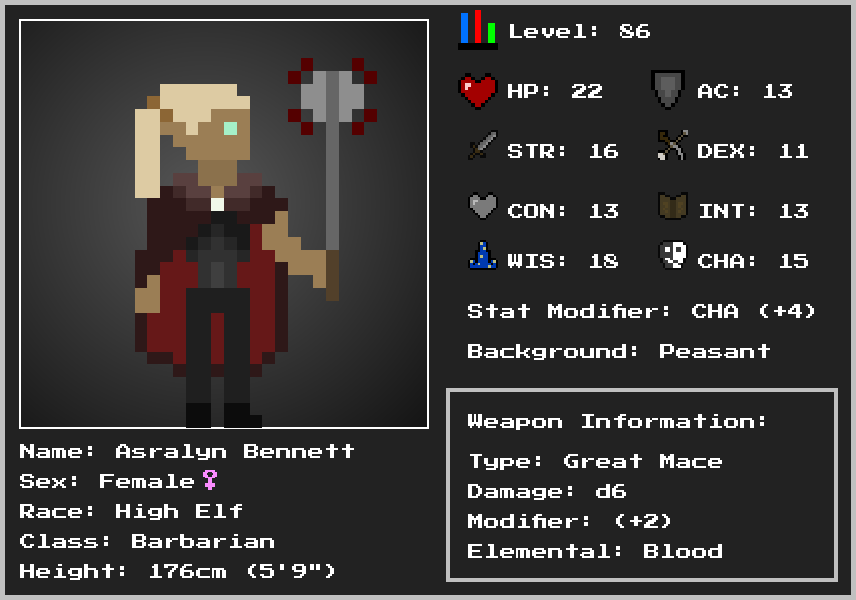 Level: 86
HP: 22
AC: 13
STR: 16
DEX: 11
CON: 13
INT: 13
WIS: 18
CHA: 15
Stat Modifier: CHA (+4)
Background: Peasant
Weapon Information:
Type: Great Mace
Damage: d6
Modifier: (+2)
Elemental: Blood
Name: Asralyn Bennett
Sex: Female♀
Race: High Elf
Class: Barbarian
Height: 176cm (5'9")